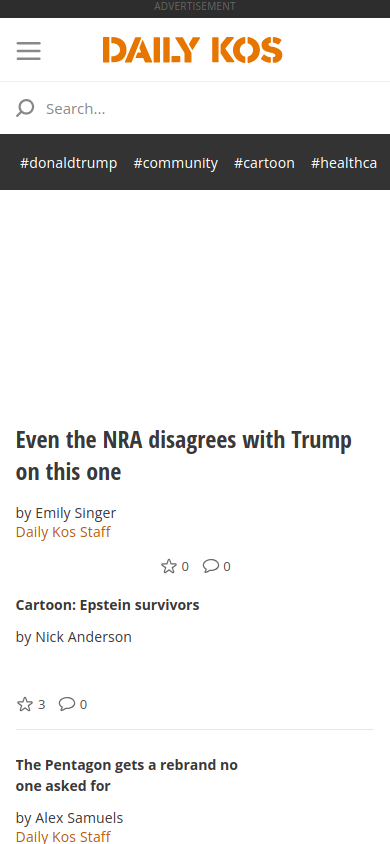 ADVERTISEMENT
DAILY KOS
Search...
#donaldtrump #community #cartoon #healthca
Even the NRA disagrees with Trump
on this one
by Emily Singer
Daily Kos Staff
0 0
Cartoon: Epstein survivors
by Nick Anderson
3 0
The Pentagon gets a rebrand no
one asked for
by Alex Samuels
Daily Kos Staff